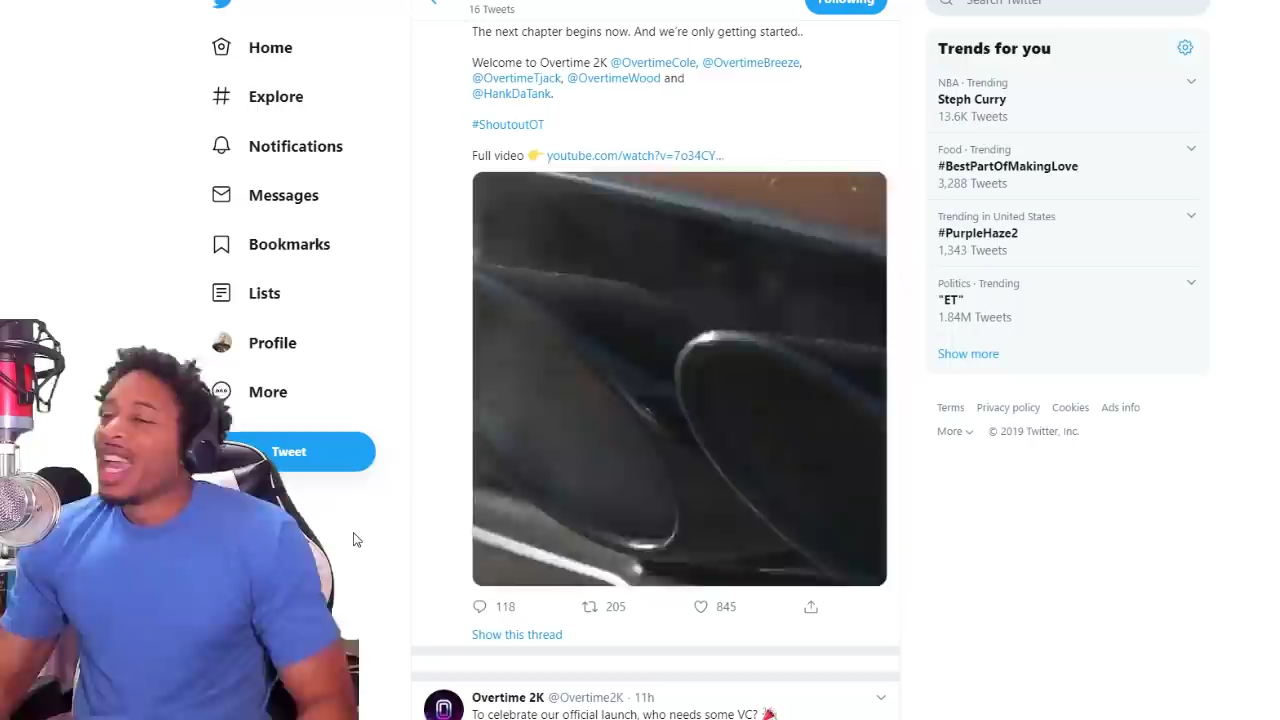 16 Tweets
Following
Search Twitter
Home
Explore
Notifications
Messages
Bookmarks
Lists
Profile
More
Tweet
The next chapter begins now. And we're only getting started..
Welcome to Overtime 2K @OvertimeCole, @OvertimeBreeze,
@OvertimeTjack, @OvertimeWood and
@HankDaTank.
#ShoutoutOT
Full video 👉 youtube.com/watch?v=7o34CY...
118 205 845
Show this thread
Overtime 2K @Overtime2K · 11h
To celebrate our official launch, who needs some VC? 🎉
Trends for you
NBA · Trending
Steph Curry
13.6K Tweets
Food · Trending
#BestPartOfMakingLove
3,288 Tweets
Trending in United States
#PurpleHaze2
1,343 Tweets
Politics · Trending
"ET"
1.84M Tweets
Show more
Terms Privacy policy Cookies Ads info
More © 2019 Twitter, Inc.